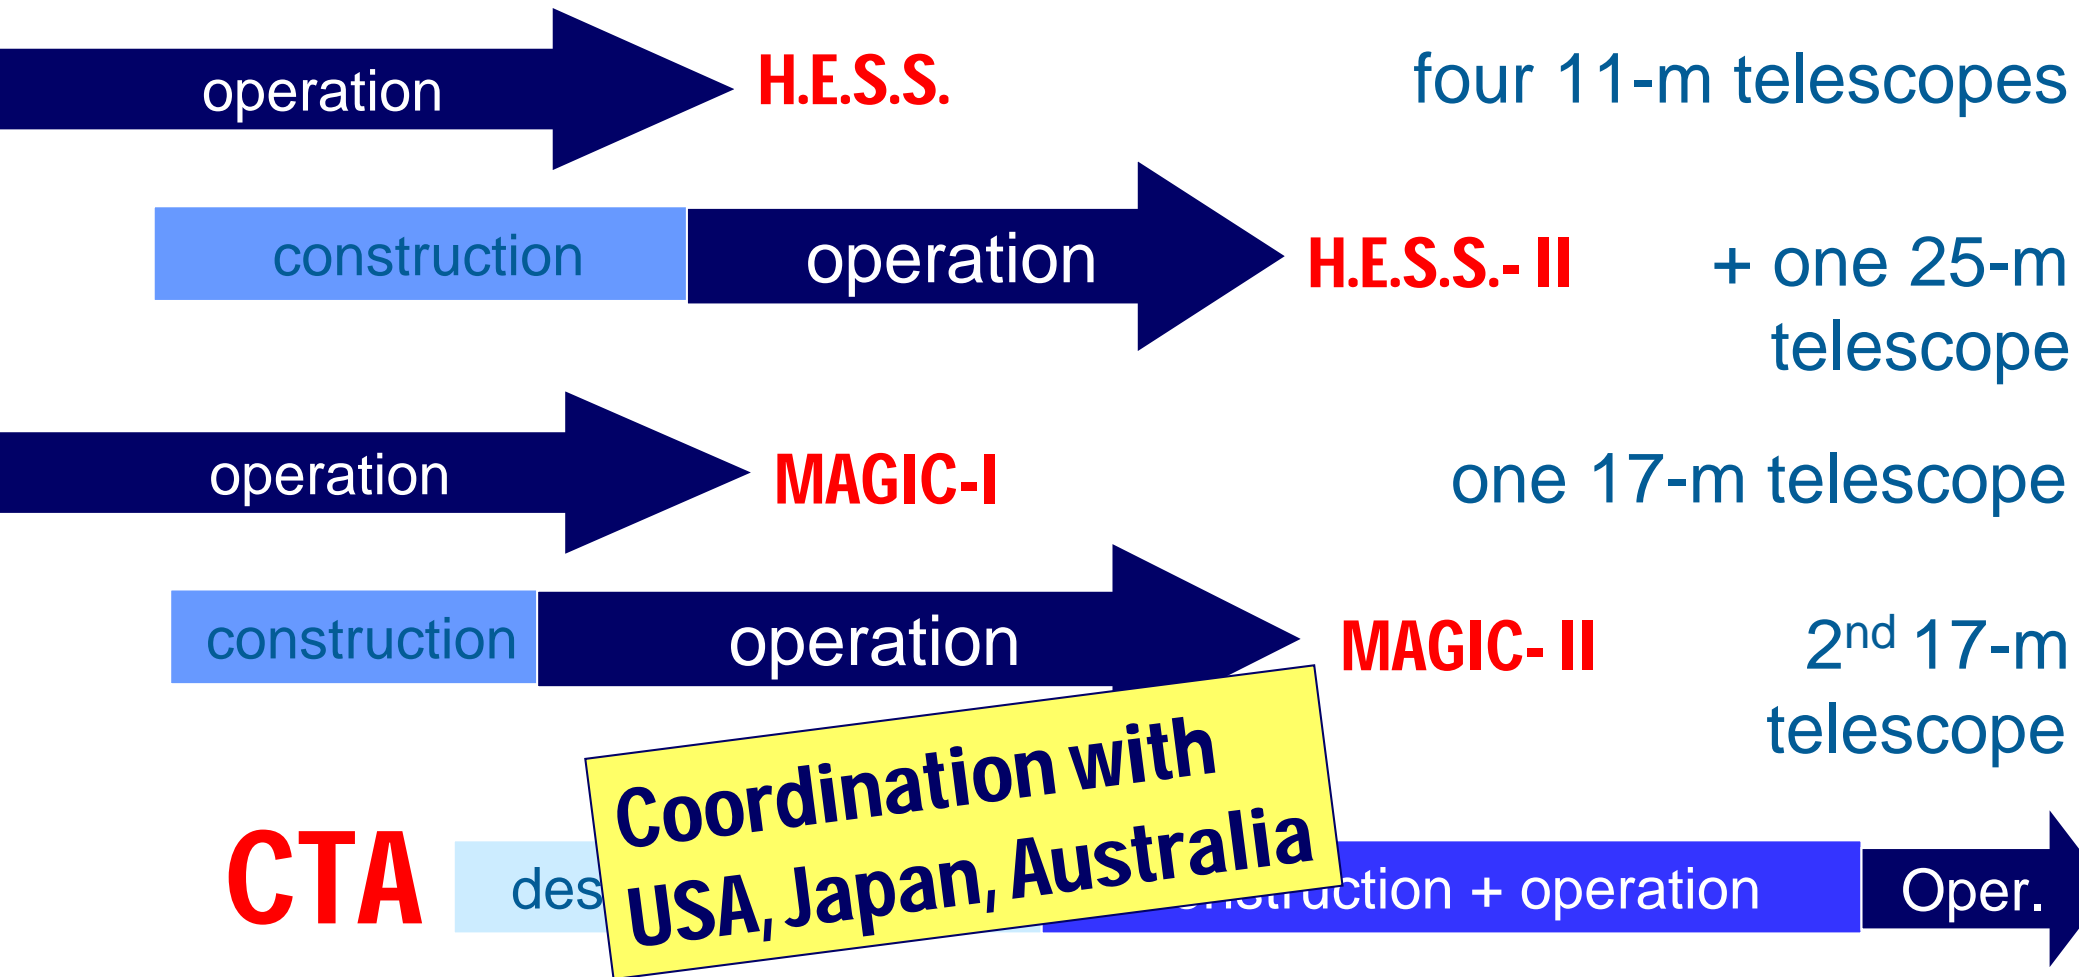 operation H.E.S.S. four 11-m telescopes
construction operation H.E.S.S.- II + one 25-m
telescope
operation MAGIC-I one 17-m telescope
construction operation MAGIC- II 2nd 17-m
telescope
Coordination with
USA, Japan, Australia
CTA + operation Oper.